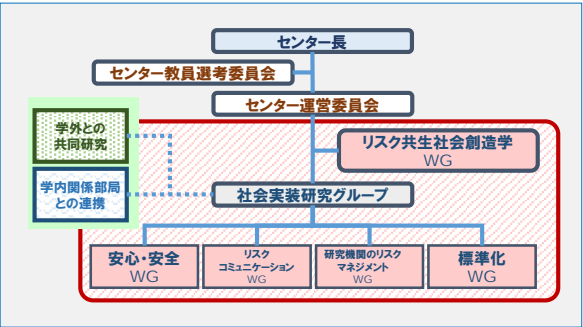 センター長
センター教員選考委員会
センター運営委員会
学外との
共同研究
リスク共生社会創造学
WG
学内関係部局
との連携
社会実装研究グループ
安心・安全
WG
リスク
コミュニケーション
WG
研究機関のリスク
マネジメント
WG
標準化
WG